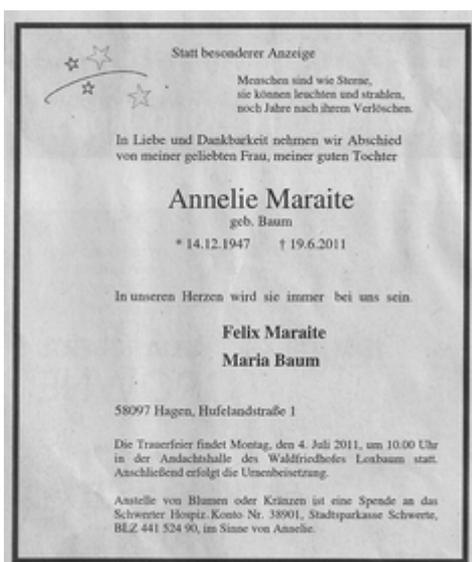 Statt besonderer Anzeige
Menschen sind wie Sterne,
sie können leuchten und strahlen,
noch Jahre nach ihrem Verlöschen.
In Liebe und Dankbarkeit nehmen wir Abschied
von meiner geliebten Frau, meiner guten Tochter
Annelie Maraite
geb. Baum
* 14.12.1947 † 19.6.2011
In unseren Herzen wird sie immer bei uns sein.
Felix Maraite
Maria Baum
58097 Hagen, Hufelandstraße 1
Die Trauerfeier findet Montag, den 4. Juli 2011, um 10.00 Uhr
in der Andachtshalle des Waldfriedhofes Loxbaum statt.
Anschließend erfolgt die Urnenbeisetzung.
Anstelle von Blumen oder Kränzen ist eine Spende an das
Schwerter Hospiz. Konto Nr. 38901, Stadtsparkasse Schwerte,
BLZ 441 524 90, im Sinne von Annelie.